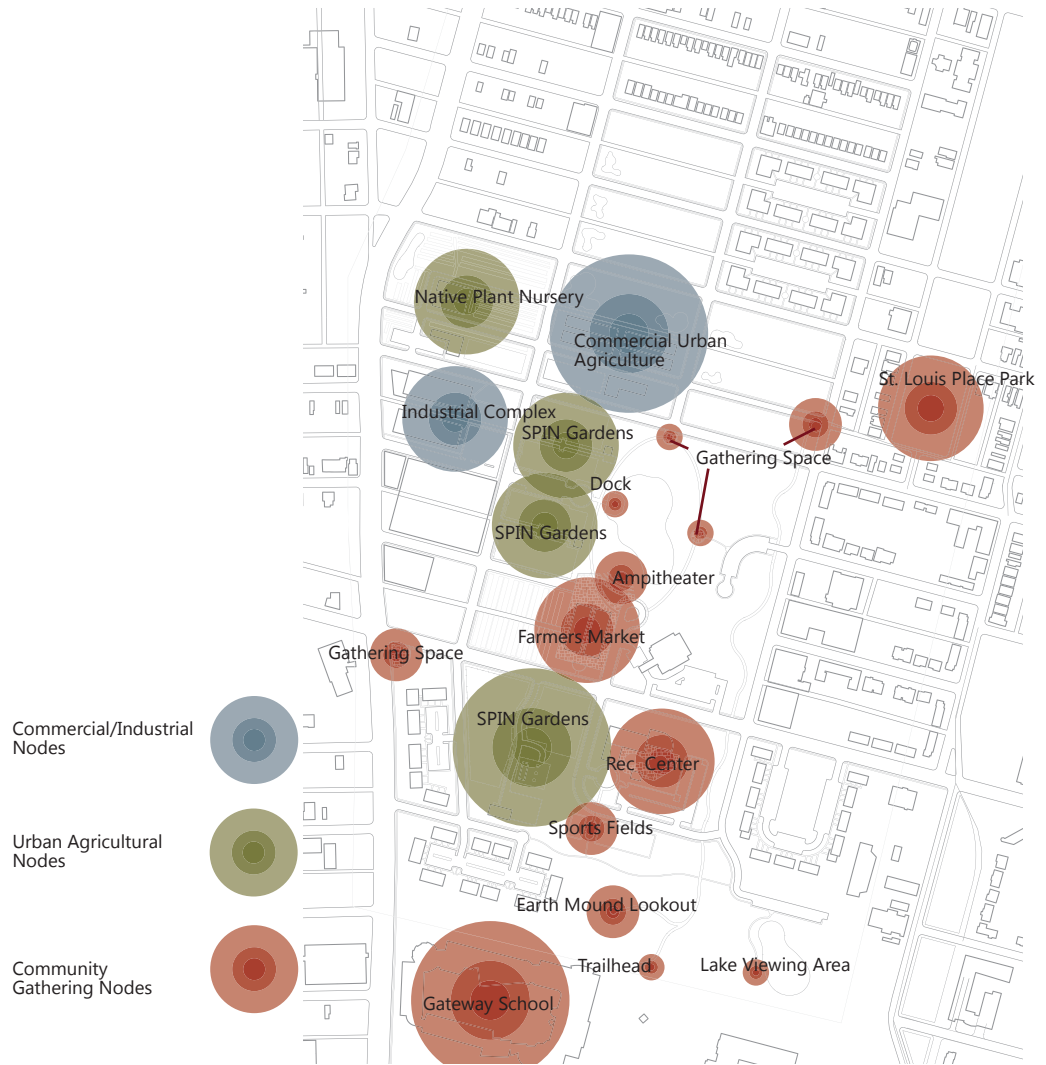 Native Plant Nursery
Commercial Urban
Agriculture
St. Louis Place Park
Industrial Complex
SPIN Gardens
Gathering Space
Dock
SPIN Gardens
Ampitheater
Farmers Market
Gathering Space
SPIN Gardens
Commercial/Industrial
Nodes
Rec  Center
Sports Fields
Urban Agricultural
Nodes
Earth Mound Lookout
Trailhead
Lake Viewing Area
Community
Gathering Nodes
Gateway School